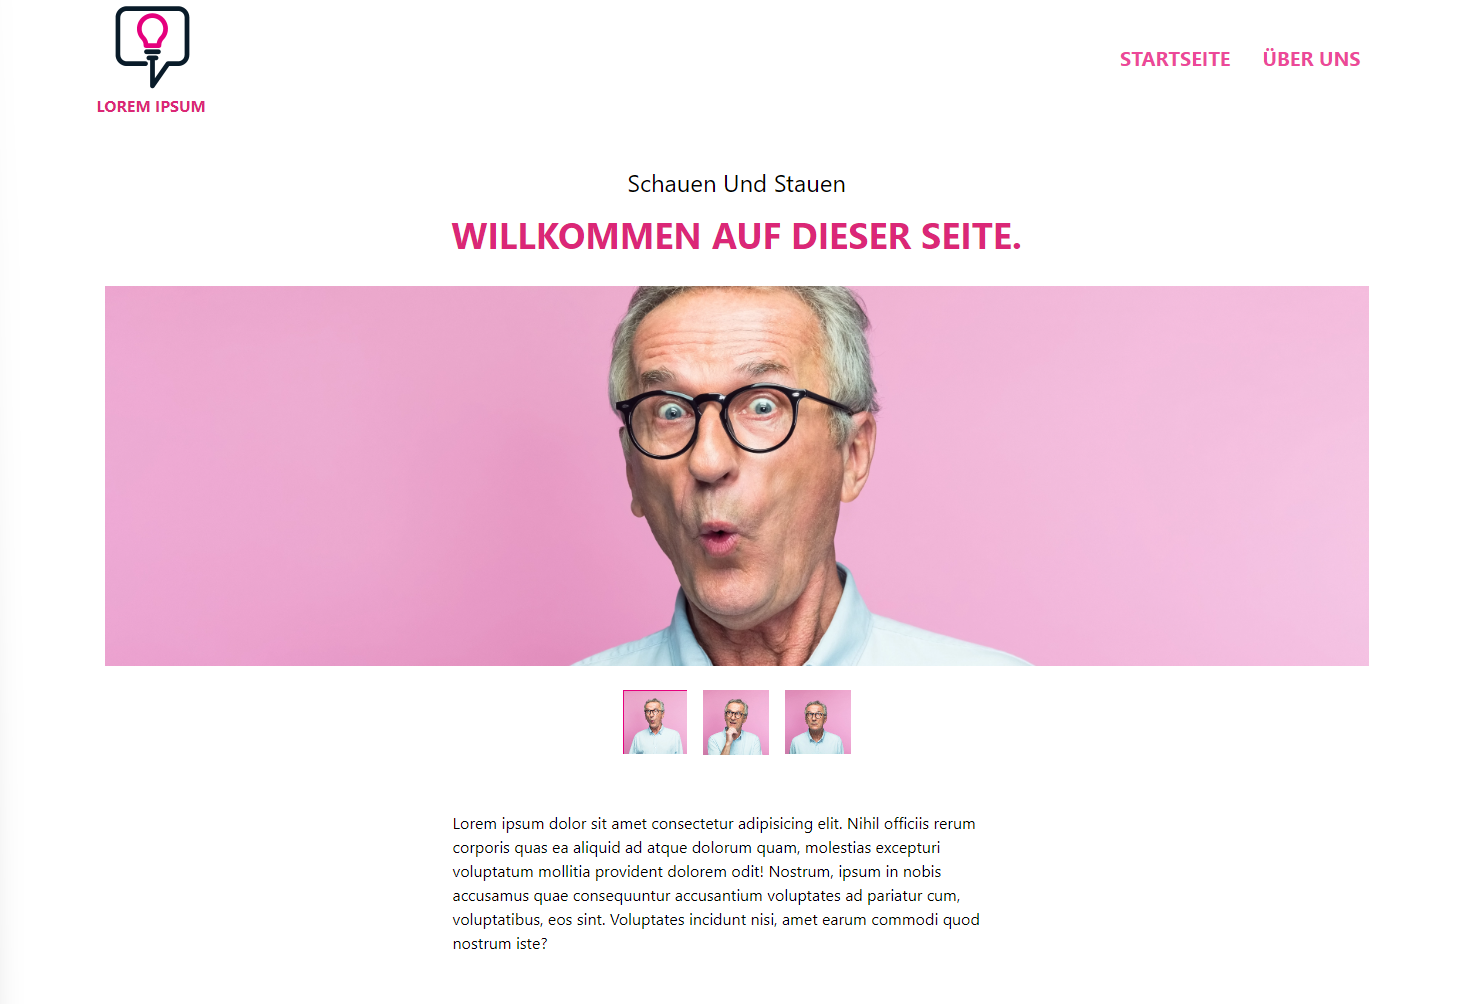 LOREM IPSUM
STARTSEITE ÜBER UNS
Schauen Und Stauen
WILLKOMMEN AUF DIESER SEITE.
Lorem ipsum dolor sit amet consectetur adipisicing elit. Nihil officiis rerum
corporis quas ea aliquid ad atque dolorum quam, molestias excepturi
voluptatum mollitia provident dolorem odit! Nostrum, ipsum in nobis
accusamus quae consequuntur accusantium voluptates ad pariatur cum,
voluptatibus, eos sint. Voluptates incidunt nisi, amet earum commodi quod
nostrum iste?